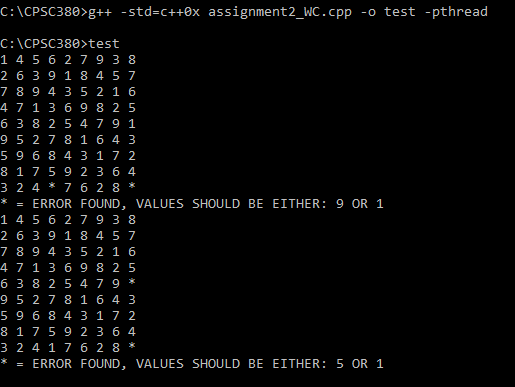 C:\CPSC380>g++ -std=c++0x assignment2_WC.cpp -o test -pthread
C:\CPSC380>test
1 4 5 6 2 7 9 3 8
2 6 3 9 1 8 4 5 7
7 8 9 4 3 5 2 1 6
4 7 1 3 6 9 8 2 5
6 3 8 2 5 4 7 9 1
9 5 2 7 8 1 6 4 3
5 9 6 8 4 3 1 7 2
8 1 7 5 9 2 3 6 4
3 2 4 * 7 6 2 8 *
* = ERROR FOUND, VALUES SHOULD BE EITHER: 9 OR 1
1 4 5 6 2 7 9 3 8
2 6 3 9 1 8 4 5 7
7 8 9 4 3 5 2 1 6
4 7 1 3 6 9 8 2 5
6 3 8 2 5 4 7 9 *
9 5 2 7 8 1 6 4 3
5 9 6 8 4 3 1 7 2
8 1 7 5 9 2 3 6 4
3 2 4 1 7 6 2 8 *
* = ERROR FOUND, VALUES SHOULD BE EITHER: 5 OR 1